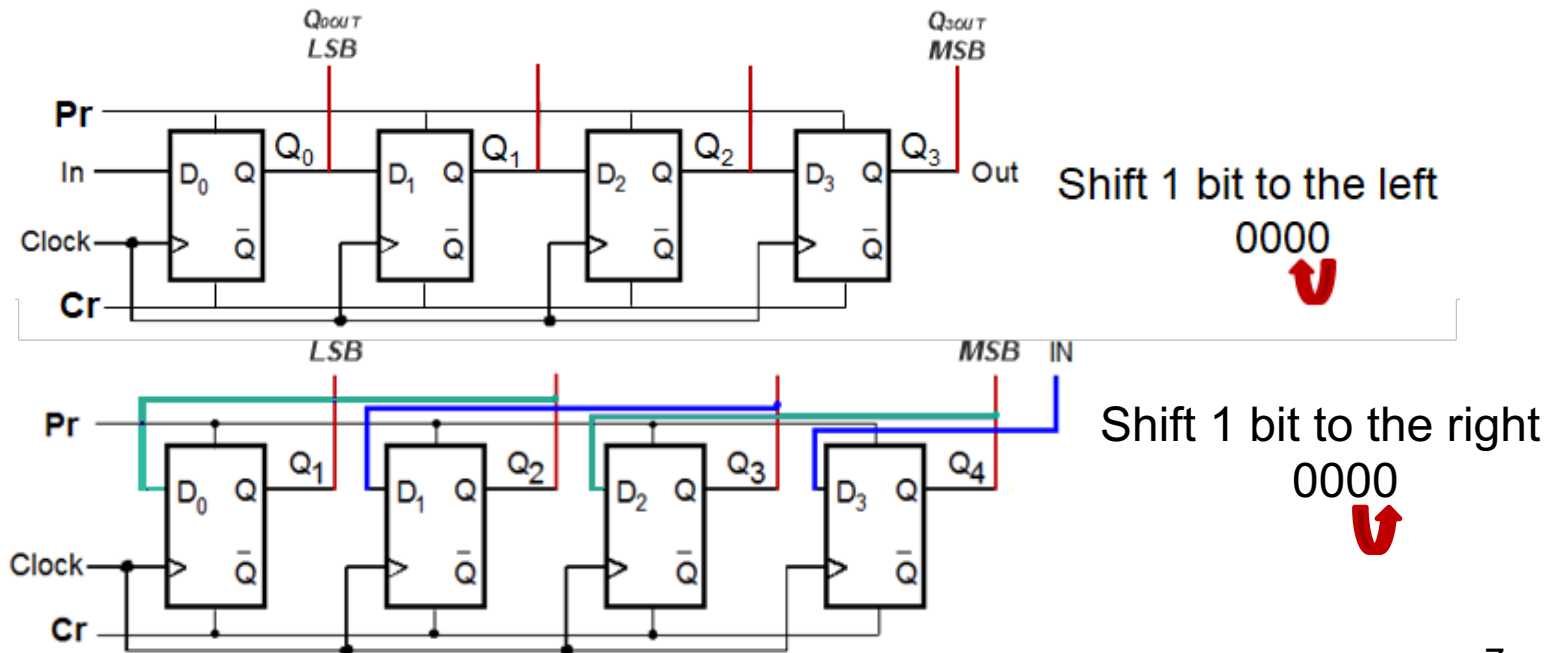 Q0OUT Q3OUT
LSB MSB
Pr
Q0 Q1 Q2 Q3
In D0 Q D1 Q D2 Q D3 Q Out
Shift 1 bit to the left
0000
Clock Q̅ Q̅ Q̅ Q̅
Cr
LSB MSB IN
Pr
Shift 1 bit to the right
0000
Q1 Q2 Q3 Q4
D0 Q D1 Q D2 Q D3 Q
Clock Q̅ Q̅ Q̅ Q̅
Cr